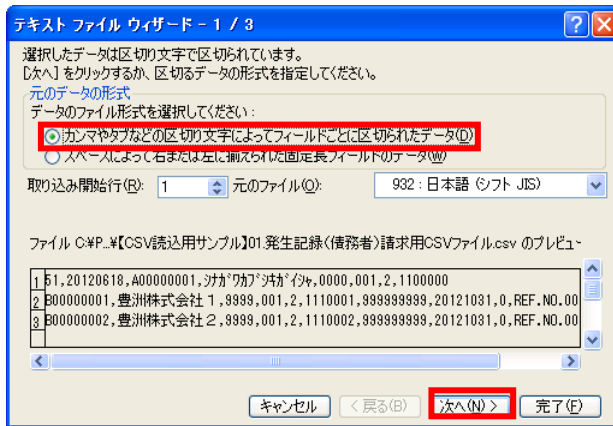 テキスト ファイル ウィザード - 1 / 3
選択したデータは区切り文字で区切られています。
[次へ] をクリックするか、区切るデータの形式を指定してください。
元のデータの形式
データのファイル形式を選択してください:
カンマやタブなどの区切り文字によってフィールドごとに区切られたデータ(D)
スペースによって右または左に揃えられた固定長フィールドのデータ(W)
取り込み開始行(R): 1 元のファイル(O): 932 : 日本語 (シフト JIS)
ファイル C:¥P...¥【CSV読込用サンプル】01.発生記録(債務者)請求用CSVファイル.csv のプレビュー
1 51,20120618,A00000001,シナガワカブシキガイシャ,0000,001,2,1100000
2 B00000001,豊洲株式会社1,9999,001,2,1110001,999999999,20121031,0,REF.NO.00
3 B00000002,豊洲株式会社2,9999,001,2,1110002,999999999,20121031,0,REF.NO.00
キャンセル < 戻る(B) 次へ(N) > 完了(F)